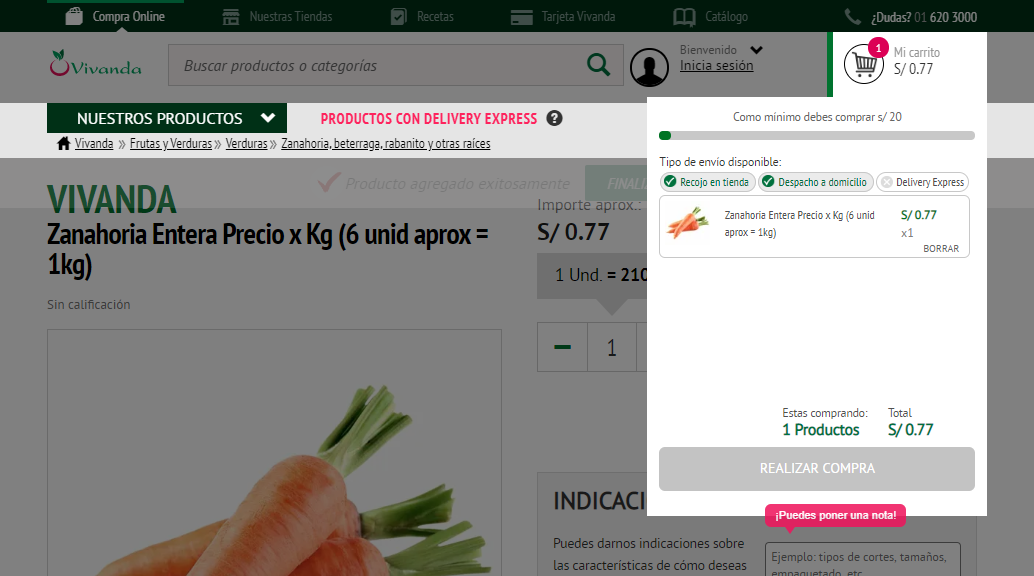 Compra Online
Nuestras Tiendas
Recetas
Tarjeta Vivanda
Catálogo
¿Dudas? 01 620 3000
Vivanda
Buscar productos o categorías
Bienvenido
Inicia sesión
1
Mi carrito
S/ 0.77
NUESTROS PRODUCTOS
PRODUCTOS CON DELIVERY EXPRESS ?
Vivanda » Frutas y Verduras » Verduras » Zanahoria, beterraga, rabanito y otras raíces
Como mínimo debes comprar s/ 20
Tipo de envío disponible:
Recojo en tienda
Despacho a domicilio
Delivery Express
Zanahoria Entera Precio x Kg (6 unid
aprox = 1kg)
S/ 0.77
x1
BORRAR
Estas comprando:
1 Productos
Total
S/ 0.77
REALIZAR COMPRA
Producto agregado exitosamente
VIVANDA
Zanahoria Entera Precio x Kg (6 unid aprox =
1kg)
Sin calificación
Importe aprox.:
S/ 0.77
1 Und. = 210
1
INDICACI
¡Puedes poner una nota!
Puedes darnos indicaciones sobre
las características de cómo deseas
Ejemplo: tipos de cortes, tamaños,
empaquetado, etc